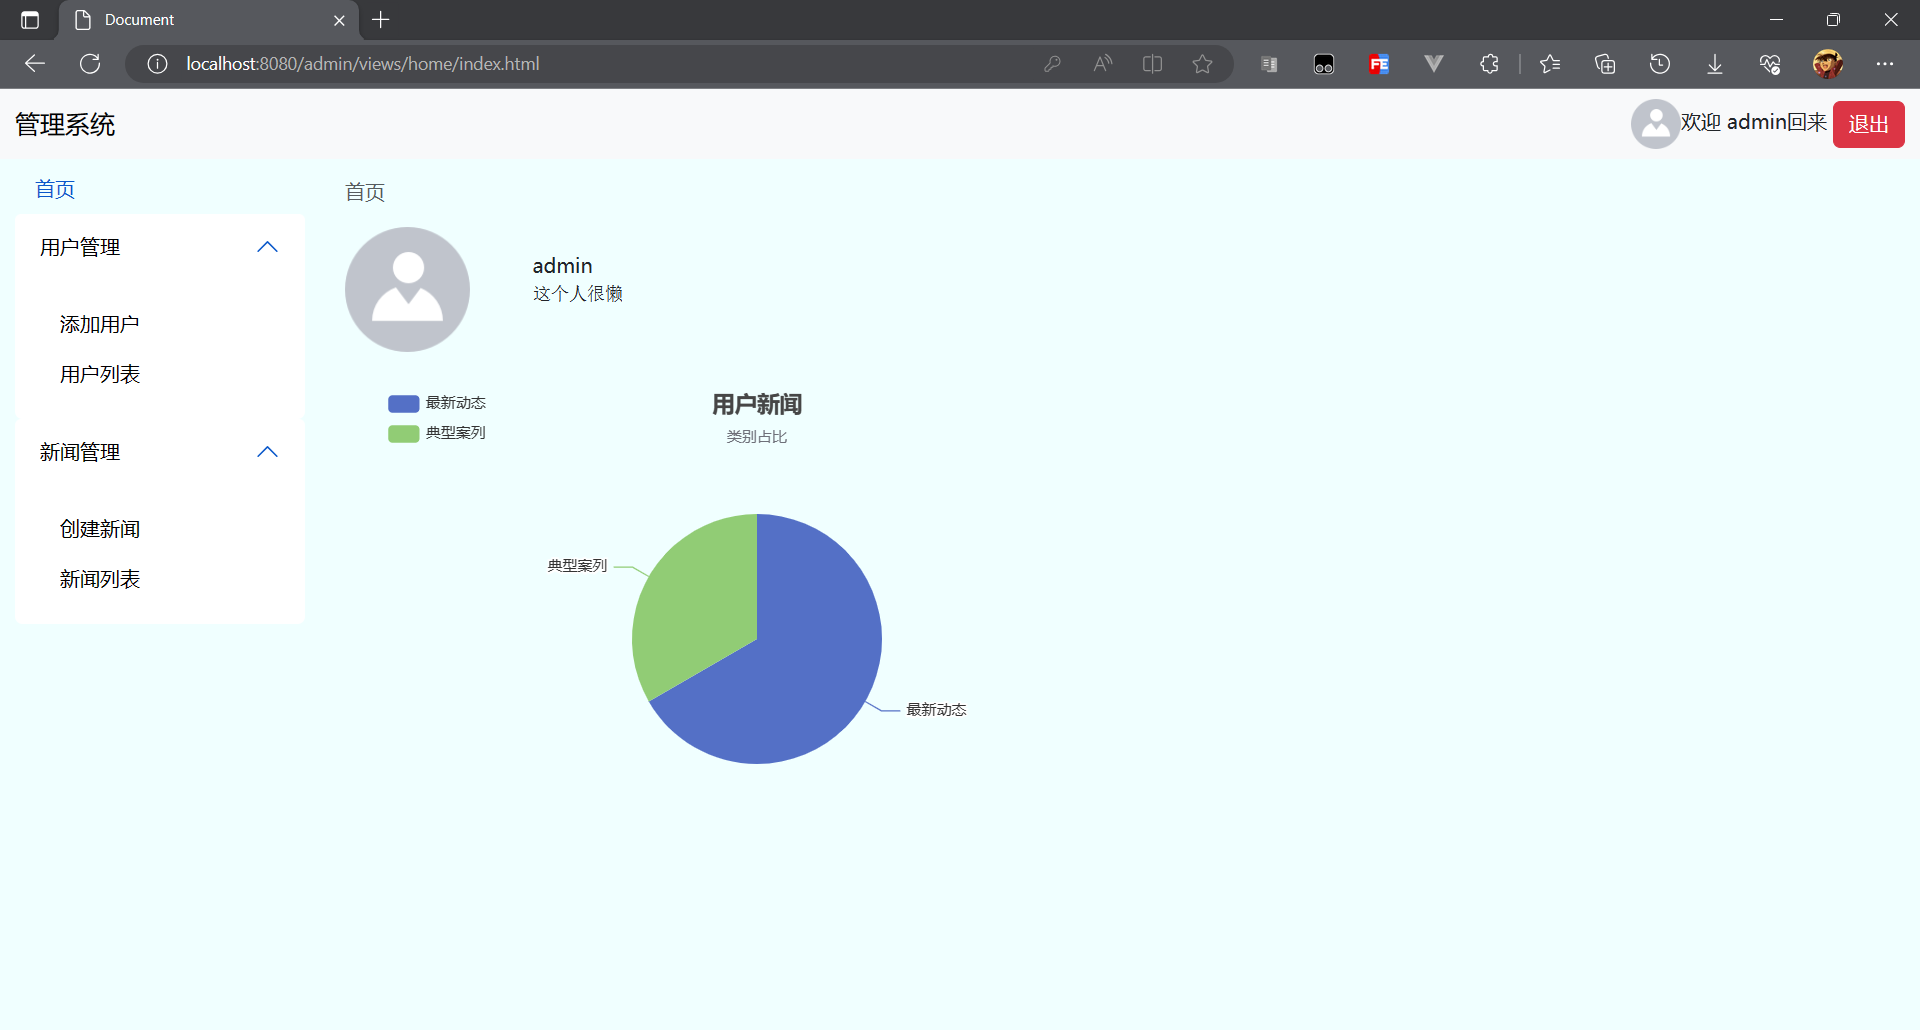 Document
localhost:8080/admin/views/home/index.html
管理系统
欢迎 admin回来
退出
首页
用户管理
添加用户
用户列表
新闻管理
创建新闻
新闻列表
首页
admin
这个人很懒
最新动态
典型案列
用户新闻
类别占比
典型案列
最新动态